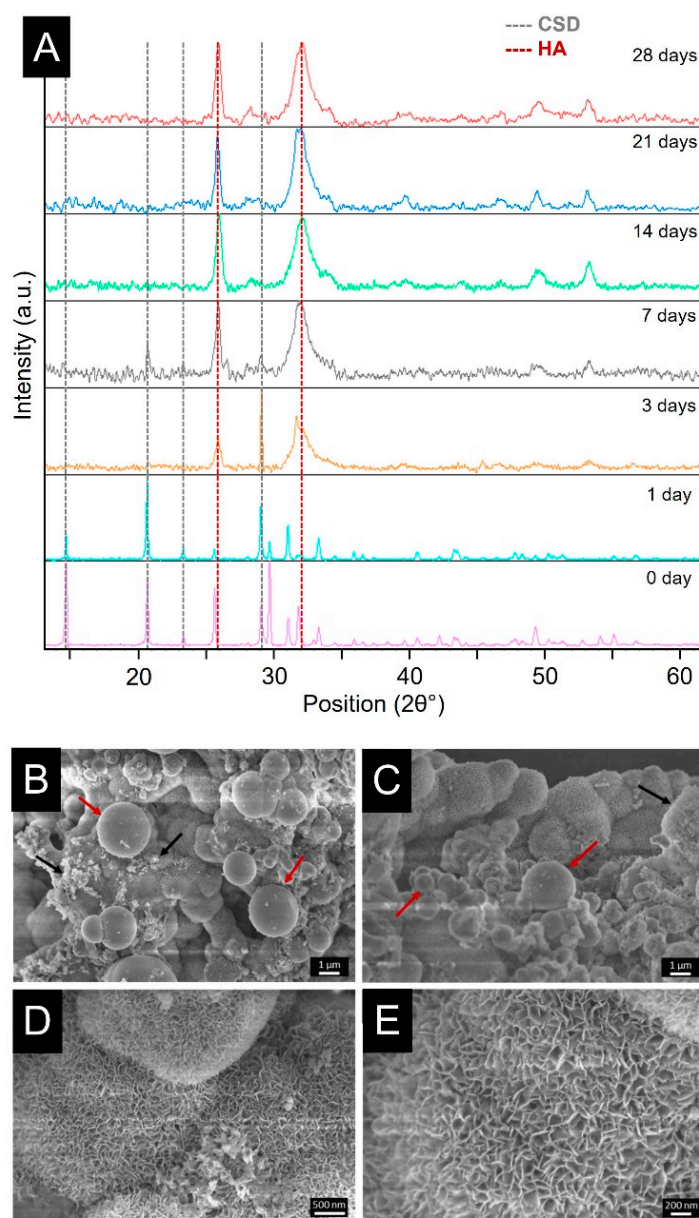 A
CSD
HA
28 days
21 days
14 days
7 days
3 days
1 day
0 day
Intensity (a.u.)
20 30 40 50 60
Position (2θ°)
B
1 µm
C
1 µm
D
500 nm
E
200 nm